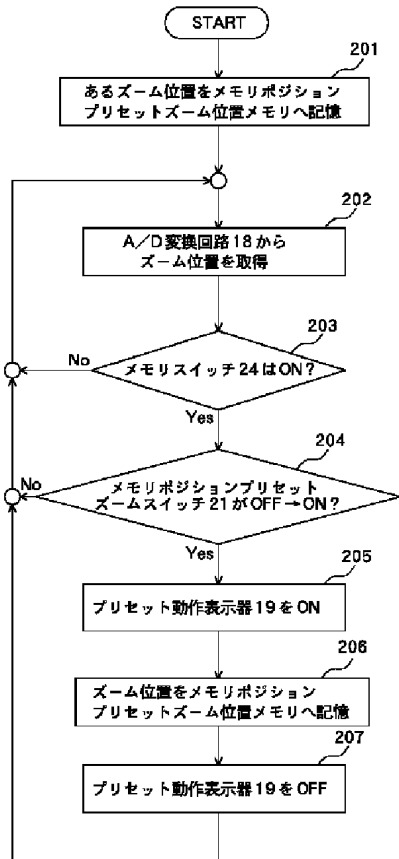 START
201
あるズーム位置をメモリポジション
プリセットズーム位置メモリへ記憶
202
A/D変換回路18から
ズーム位置を取得
203
No
メモリスイッチ24はON?
Yes
204
No
メモリポジションプリセット
ズームスイッチ21がOFF→ON?
Yes
205
プリセット動作表示器19をON
206
ズーム位置をメモリポジション
プリセットズーム位置メモリへ記憶
207
プリセット動作表示器19をOFF